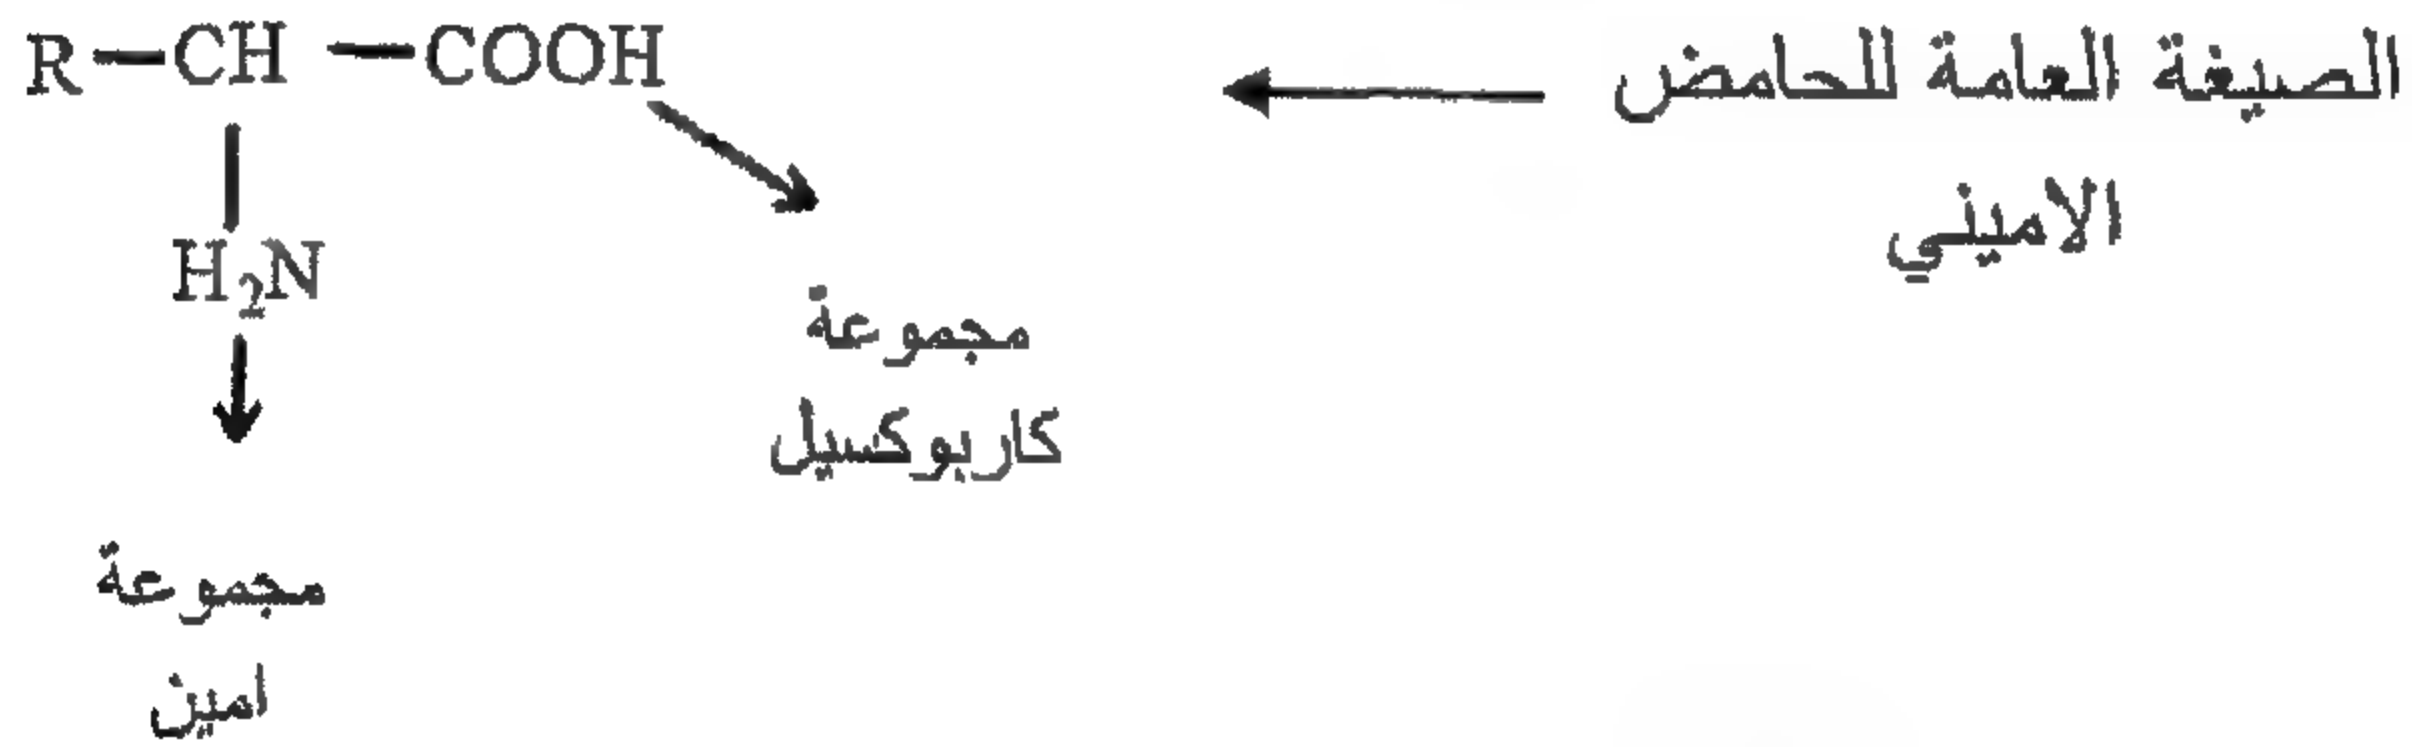 R—CH—COOH
الصيغة العامة للحامض
الاميني
H₂N
مجموعة
كاربوكسيل
مجموعة
امين